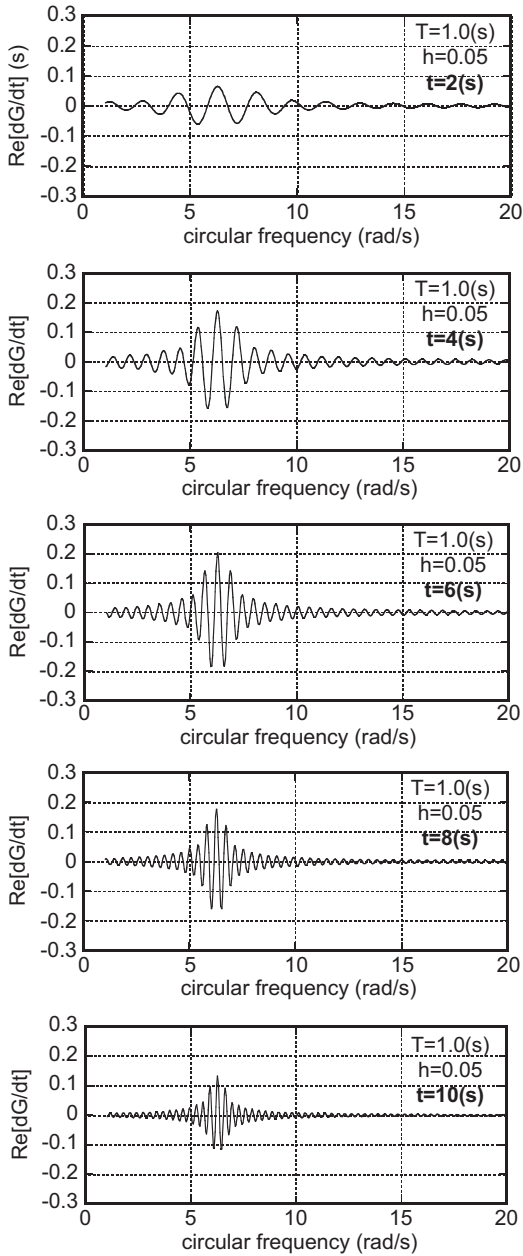 0.3
0.2
0.1
0
-0.1
-0.2
-0.3
Re[dG/dt] (s)
T=1.0(s)
h=0.05
t=2(s)
0 5 10 15 20
circular frequency (rad/s)
0.3
0.2
0.1
0
-0.1
-0.2
-0.3
Re[dG/dt]
T=1.0(s)
h=0.05
t=4(s)
0 5 10 15 20
circular frequency (rad/s)
0.3
0.2
0.1
0
-0.1
-0.2
-0.3
Re[dG/dt]
T=1.0(s)
h=0.05
t=6(s)
0 5 10 15 20
circular frequency (rad/s)
0.3
0.2
0.1
0
-0.1
-0.2
-0.3
Re[dG/dt]
T=1.0(s)
h=0.05
t=8(s)
0 5 10 15 20
circular frequency (rad/s)
0.3
0.2
0.1
0
-0.1
-0.2
-0.3
Re[dG/dt]
T=1.0(s)
h=0.05
t=10(s)
0 5 10 15 20
circular frequency (rad/s)